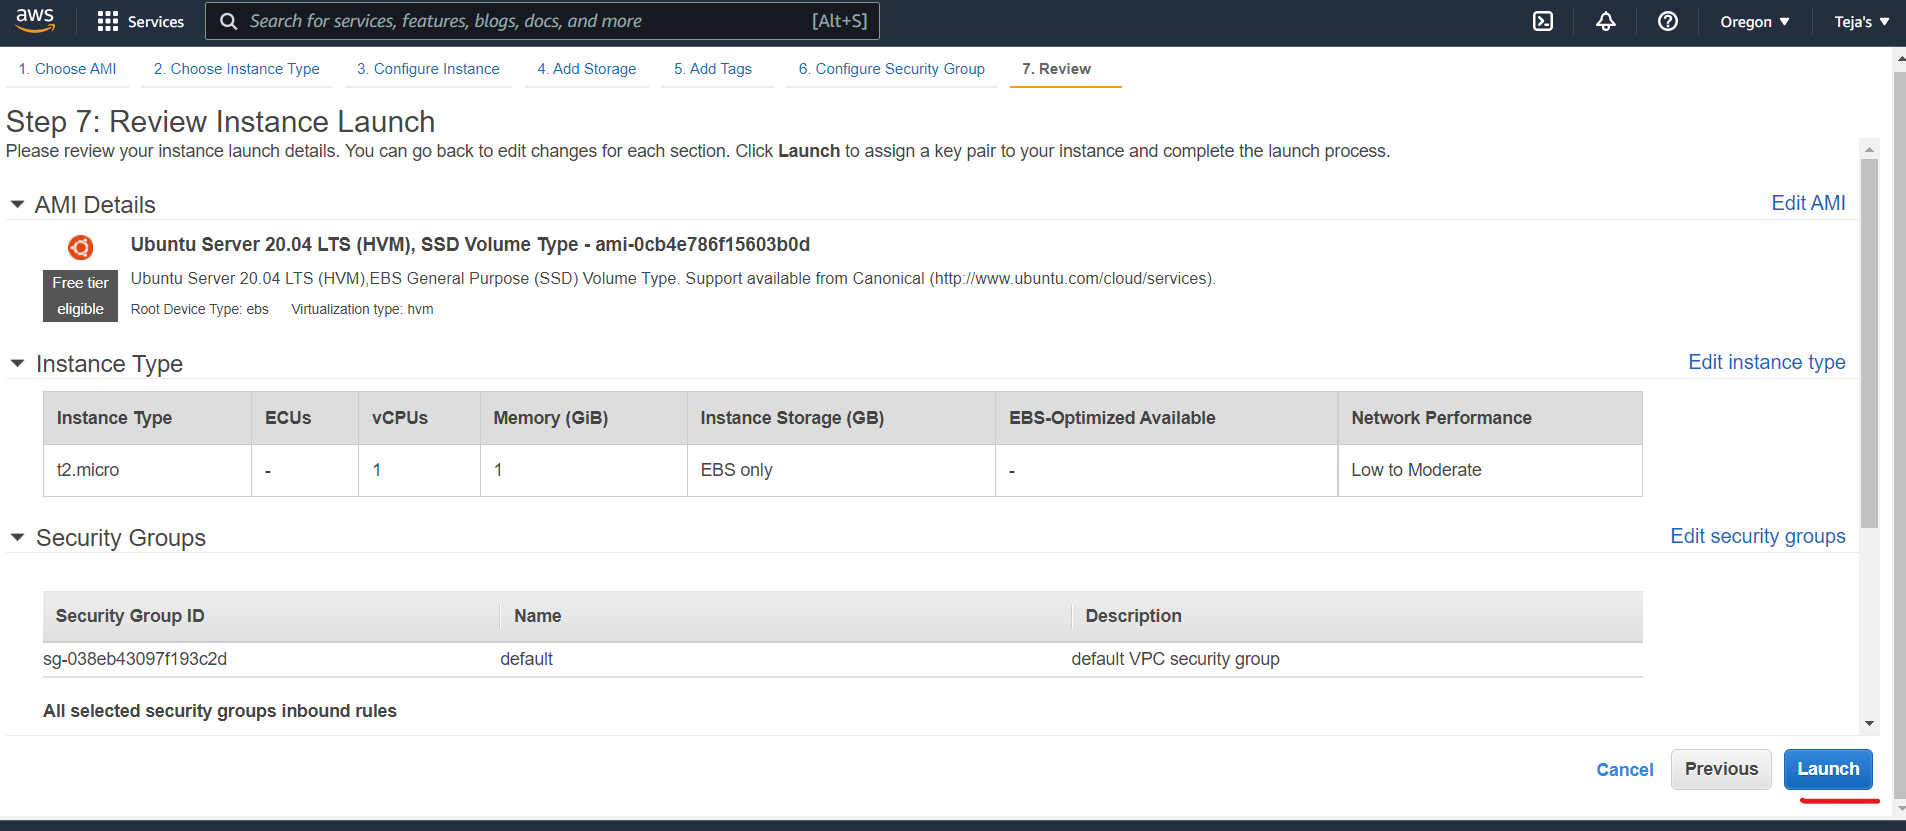 aws Services Search for services, features, blogs, docs, and more [Alt+S] Oregon ▼ Teja's ▼
1. Choose AMI 2. Choose Instance Type 3. Configure Instance 4. Add Storage 5. Add Tags 6. Configure Security Group 7. Review
Step 7: Review Instance Launch
Please review your instance launch details. You can go back to edit changes for each section. Click Launch to assign a key pair to your instance and complete the launch process.
AMI Details Edit AMI
Ubuntu Server 20.04 LTS (HVM), SSD Volume Type - ami-0cb4e786f15603b0d
Free tier eligible
Ubuntu Server 20.04 LTS (HVM),EBS General Purpose (SSD) Volume Type. Support available from Canonical (http://www.ubuntu.com/cloud/services).
Root Device Type: ebs Virtualization type: hvm
Instance Type Edit instance type
Instance Type ECUs vCPUs Memory (GiB) Instance Storage (GB) EBS-Optimized Available Network Performance
t2.micro - 1 1 EBS only - Low to Moderate
Security Groups Edit security groups
Security Group ID Name Description
sg-038eb43097f193c2d default default VPC security group
All selected security groups inbound rules
Cancel Previous Launch